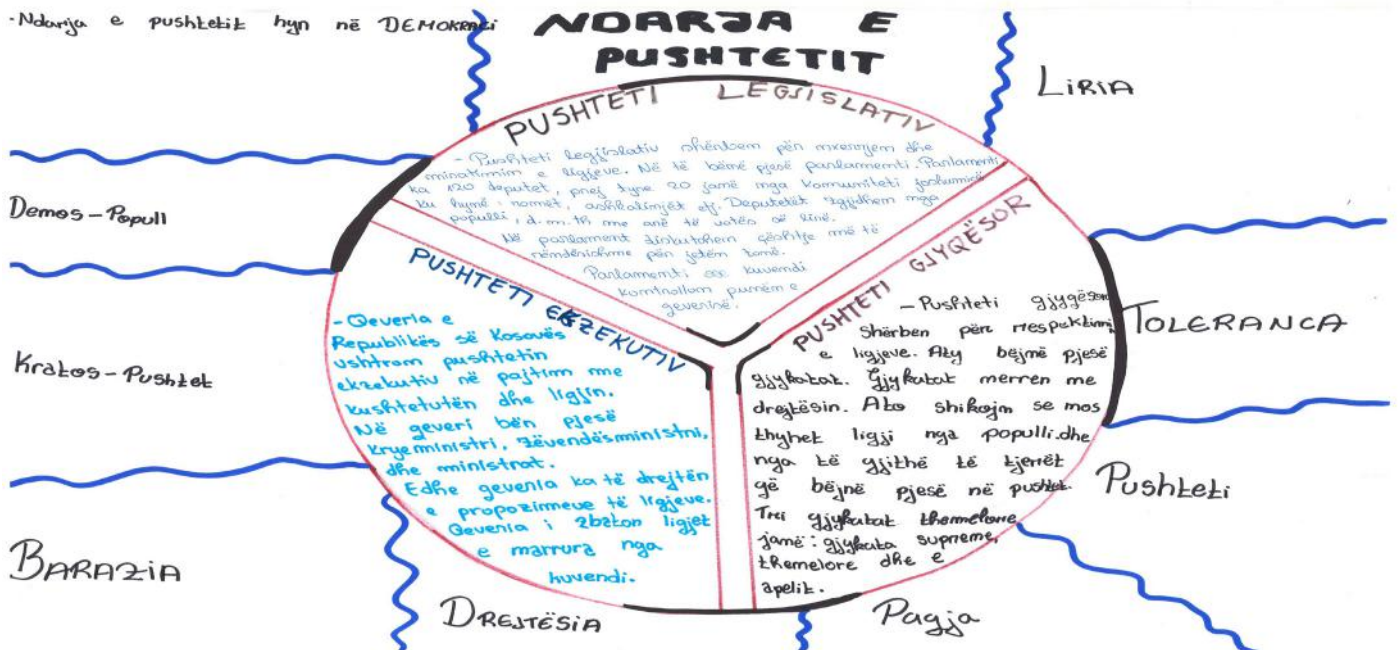 -Ndarja e pushtetit hyn në DEMOKRACI
NDARJA E
PUSHTETIT
LIRIA
PUSHTETI LEGJISLATIV
- Pushteti legjislativ shërben për nxerrjen dhe
miratimin e ligjeve. Në të bëmë pjesë parlamenti. Parlamenti
ka 120 deputet, prej tyre 20 janë nga komuniteti joshumicë
ku hymë: romët, ashkalinjët etj. Deputetët zgjidhen nga
populli, d.m.th me anë të votës së lirë.
Në parlament diskutohen çështje më të
rëndësishme për jetën tonë.
Parlamenti ose kuvendi
kontrollon punën e
qeverisë.
Demos-Popull
Kratos-Pushtet
BARAZIA
PUSHTETI EKZEKUTIV
-Qeveria e
Republikës së Kosovës
ushtron pushtetin
ekzekutiv në pajtim me
kushtetutën dhe ligjin.
Në qeveri bën pjesë
kryeministri, zëvendësministri,
dhe ministrat.
Edhe qeveria ka të drejtën
e propozimeve të ligjeve.
Qeveria i zbaton ligjet
e marrura nga
kuvendi.
PUSHTETI GJYQËSOR
-Pushteti gjyqësor
Shërben për respektimin
e ligjeve. Aty bëjnë pjesë
gjykatat. Gjykatat merren me
drejtësin. Ato shikojn se mos
thyhet ligji nga populli.dhe
nga të gjithë të tjerët
që bëjnë pjesë në pushtet.
Tri gjykatat themelore
janë: gjykata supreme,
themelore dhe e
apelit.
TOLERANCA
Pushteti
DREJTËSIA
Paqja